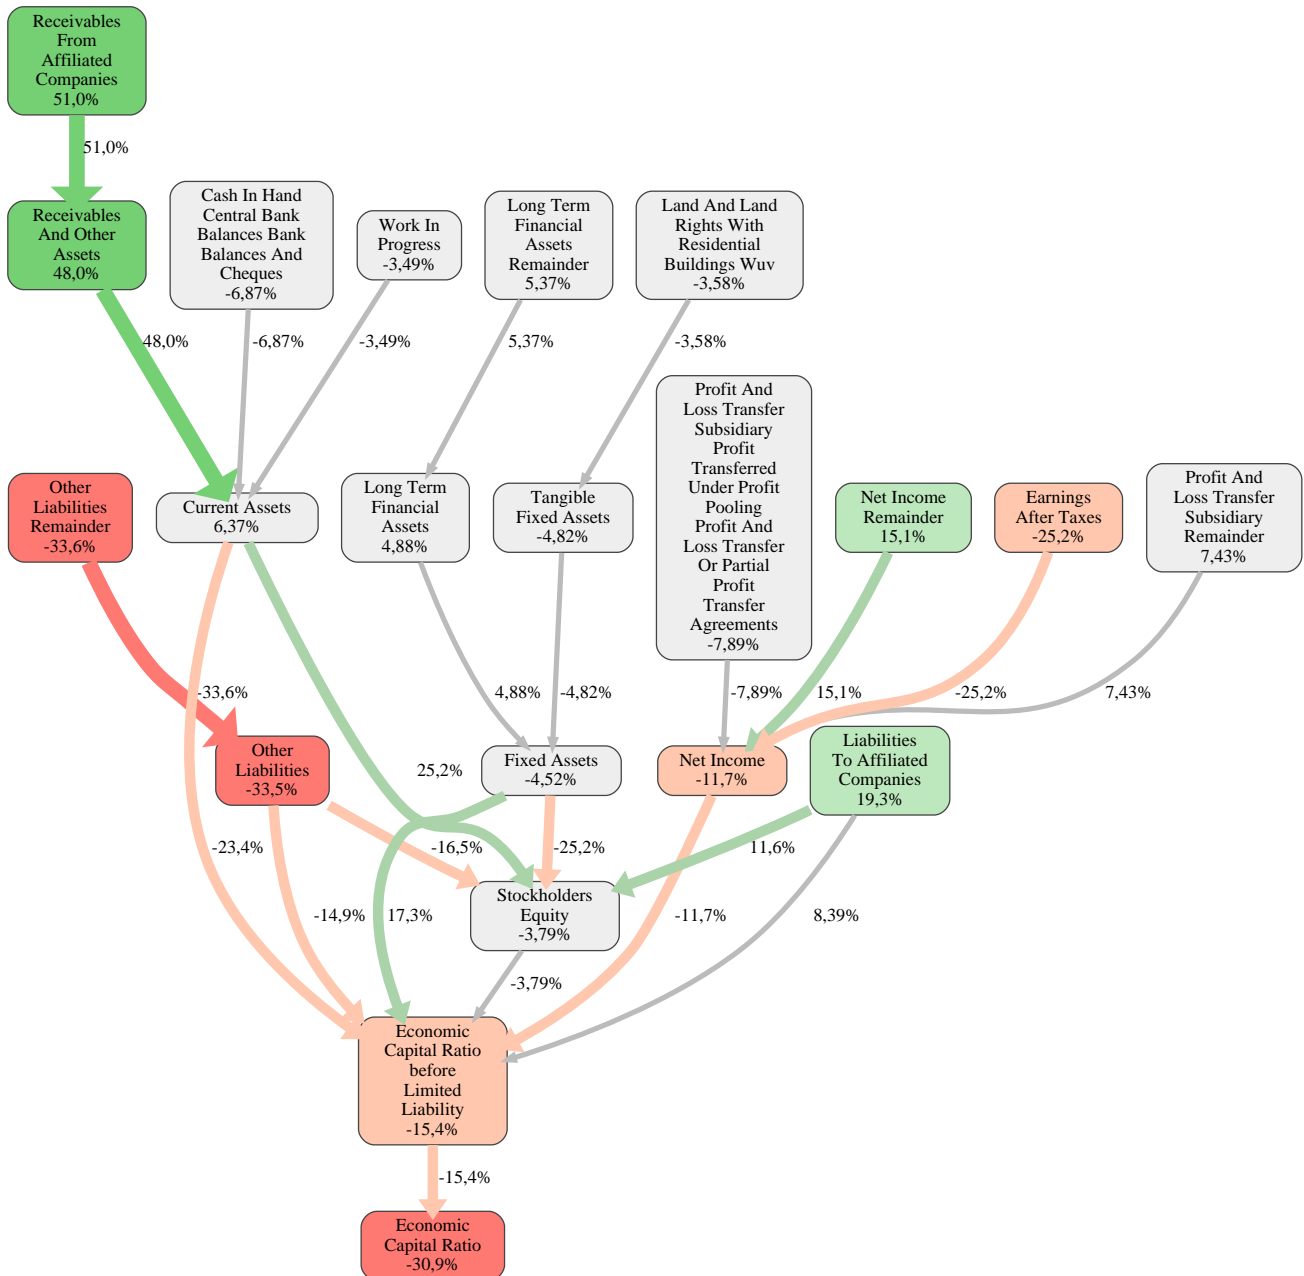 Receivables
From
Affiliated
Companies
51,0%
51,0%
Receivables
And Other
Assets
48,0%
Cash In Hand
Central Bank
Balances Bank
Balances And
Cheques
-6,87%
Work In
Progress
-3,49%
Long Term
Financial
Assets
Remainder
5,37%
Land And Land
Rights With
Residential
Buildings Wuv
-3,58%
48,0%
-6,87%
-3,49%
5,37%
-3,58%
Profit And
Loss Transfer
Subsidiary
Profit
Transferred
Under Profit
Pooling
Profit And
Loss Transfer
Or Partial
Profit
Transfer
Agreements
-7,89%
Other
Liabilities
Remainder
-33,6%
Current Assets
6,37%
Long Term
Financial
Assets
4,88%
Tangible
Fixed Assets
-4,82%
Net Income
Remainder
15,1%
Earnings
After Taxes
-25,2%
Profit And
Loss Transfer
Subsidiary
Remainder
7,43%
-33,6%
4,88%
-4,82%
-7,89%
15,1%
-25,2%
7,43%
Other
Liabilities
-33,5%
25,2%
Fixed Assets
-4,52%
Net Income
-11,7%
Liabilities
To Affiliated
Companies
19,3%
-23,4%
-16,5%
-25,2%
11,6%
Stockholders
Equity
-3,79%
-14,9%
17,3%
-11,7%
8,39%
-3,79%
Economic
Capital Ratio
before
Limited
Liability
-15,4%
-15,4%
Economic
Capital Ratio
-30,9%